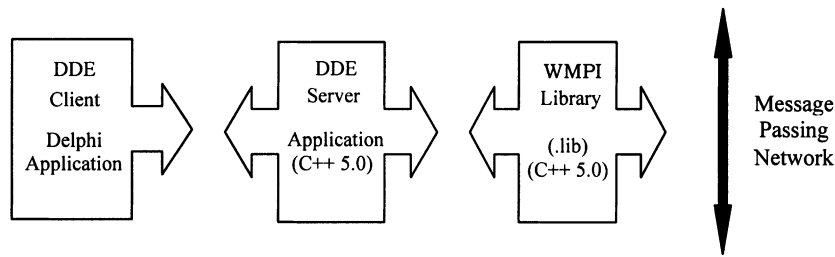 DDE
Client
Delphi
Application
DDE
Server
Application
(C++ 5.0)
WMPI
Library
(.lib)
(C++ 5.0)
Message
Passing
Network